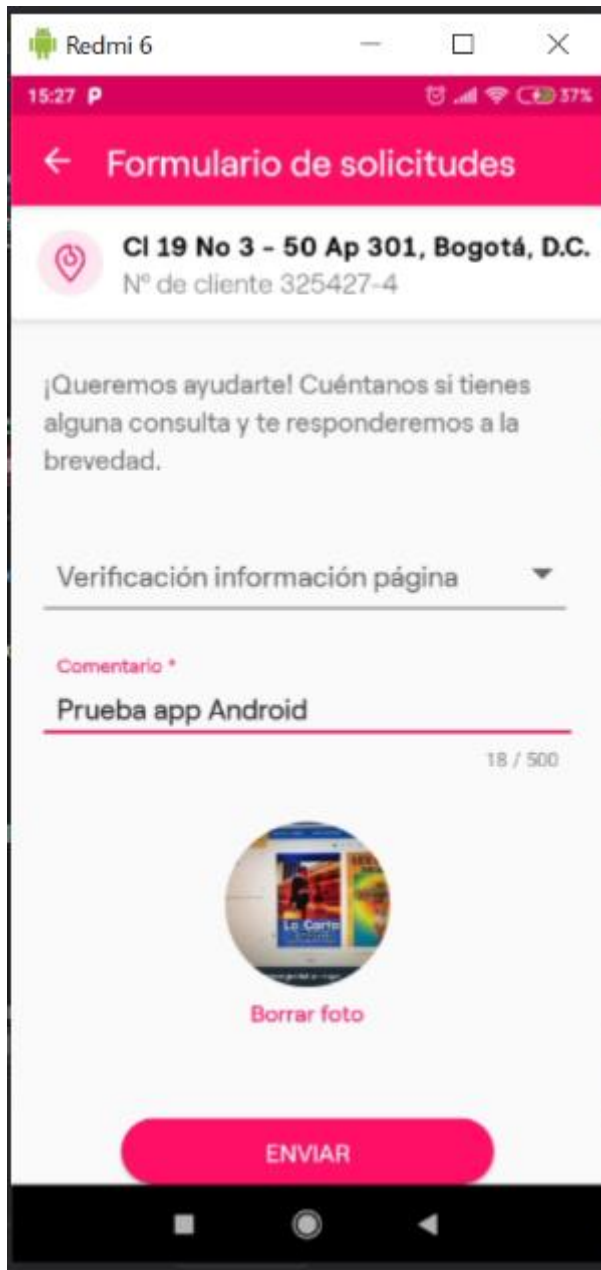 Redmi 6
15:27 P 37%
Formulario de solicitudes
Cl 19 No 3 - 50 Ap 301, Bogotá, D.C.
Nº de cliente 325427-4
¡Queremos ayudarte! Cuéntanos si tienes
alguna consulta y te responderemos a la
brevedad.
Verificación información página
Comentario *
Prueba app Android
18 / 500
La Carta
Borrar foto
ENVIAR